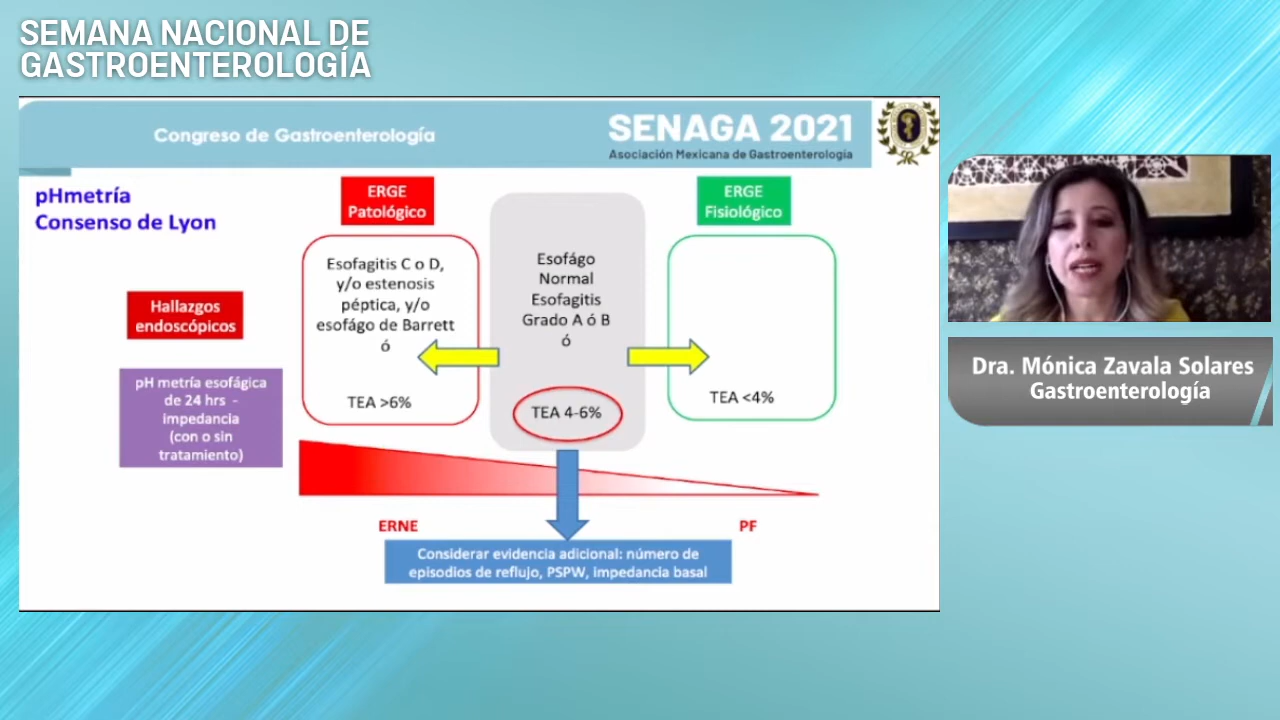 SEMANA NACIONAL DE
GASTROENTEROLOGÍA
Congreso de Gastroenterología
SENAGA 2021
Asociación Mexicana de Gastroenterología
pHmetría
Consenso de Lyon
ERGE
Patológico
ERGE
Fisiológico
Hallazgos
endoscópicos
pH metría esofágica
de 24 hrs -
impedancia
(con o sin
tratamiento)
Esofagitis C o D,
y/o estenosis
péptica, y/o
esofágo de Barrett
ó
TEA >6%
Esofágo
Normal
Esofagitis
Grado A ó B
ó
TEA 4-6%
TEA <4%
ERNE
PF
Considerar evidencia adicional: número de
episodios de reflujo, PSPW, impedancia basal
Dra. Mónica Zavala Solares
Gastroenterología